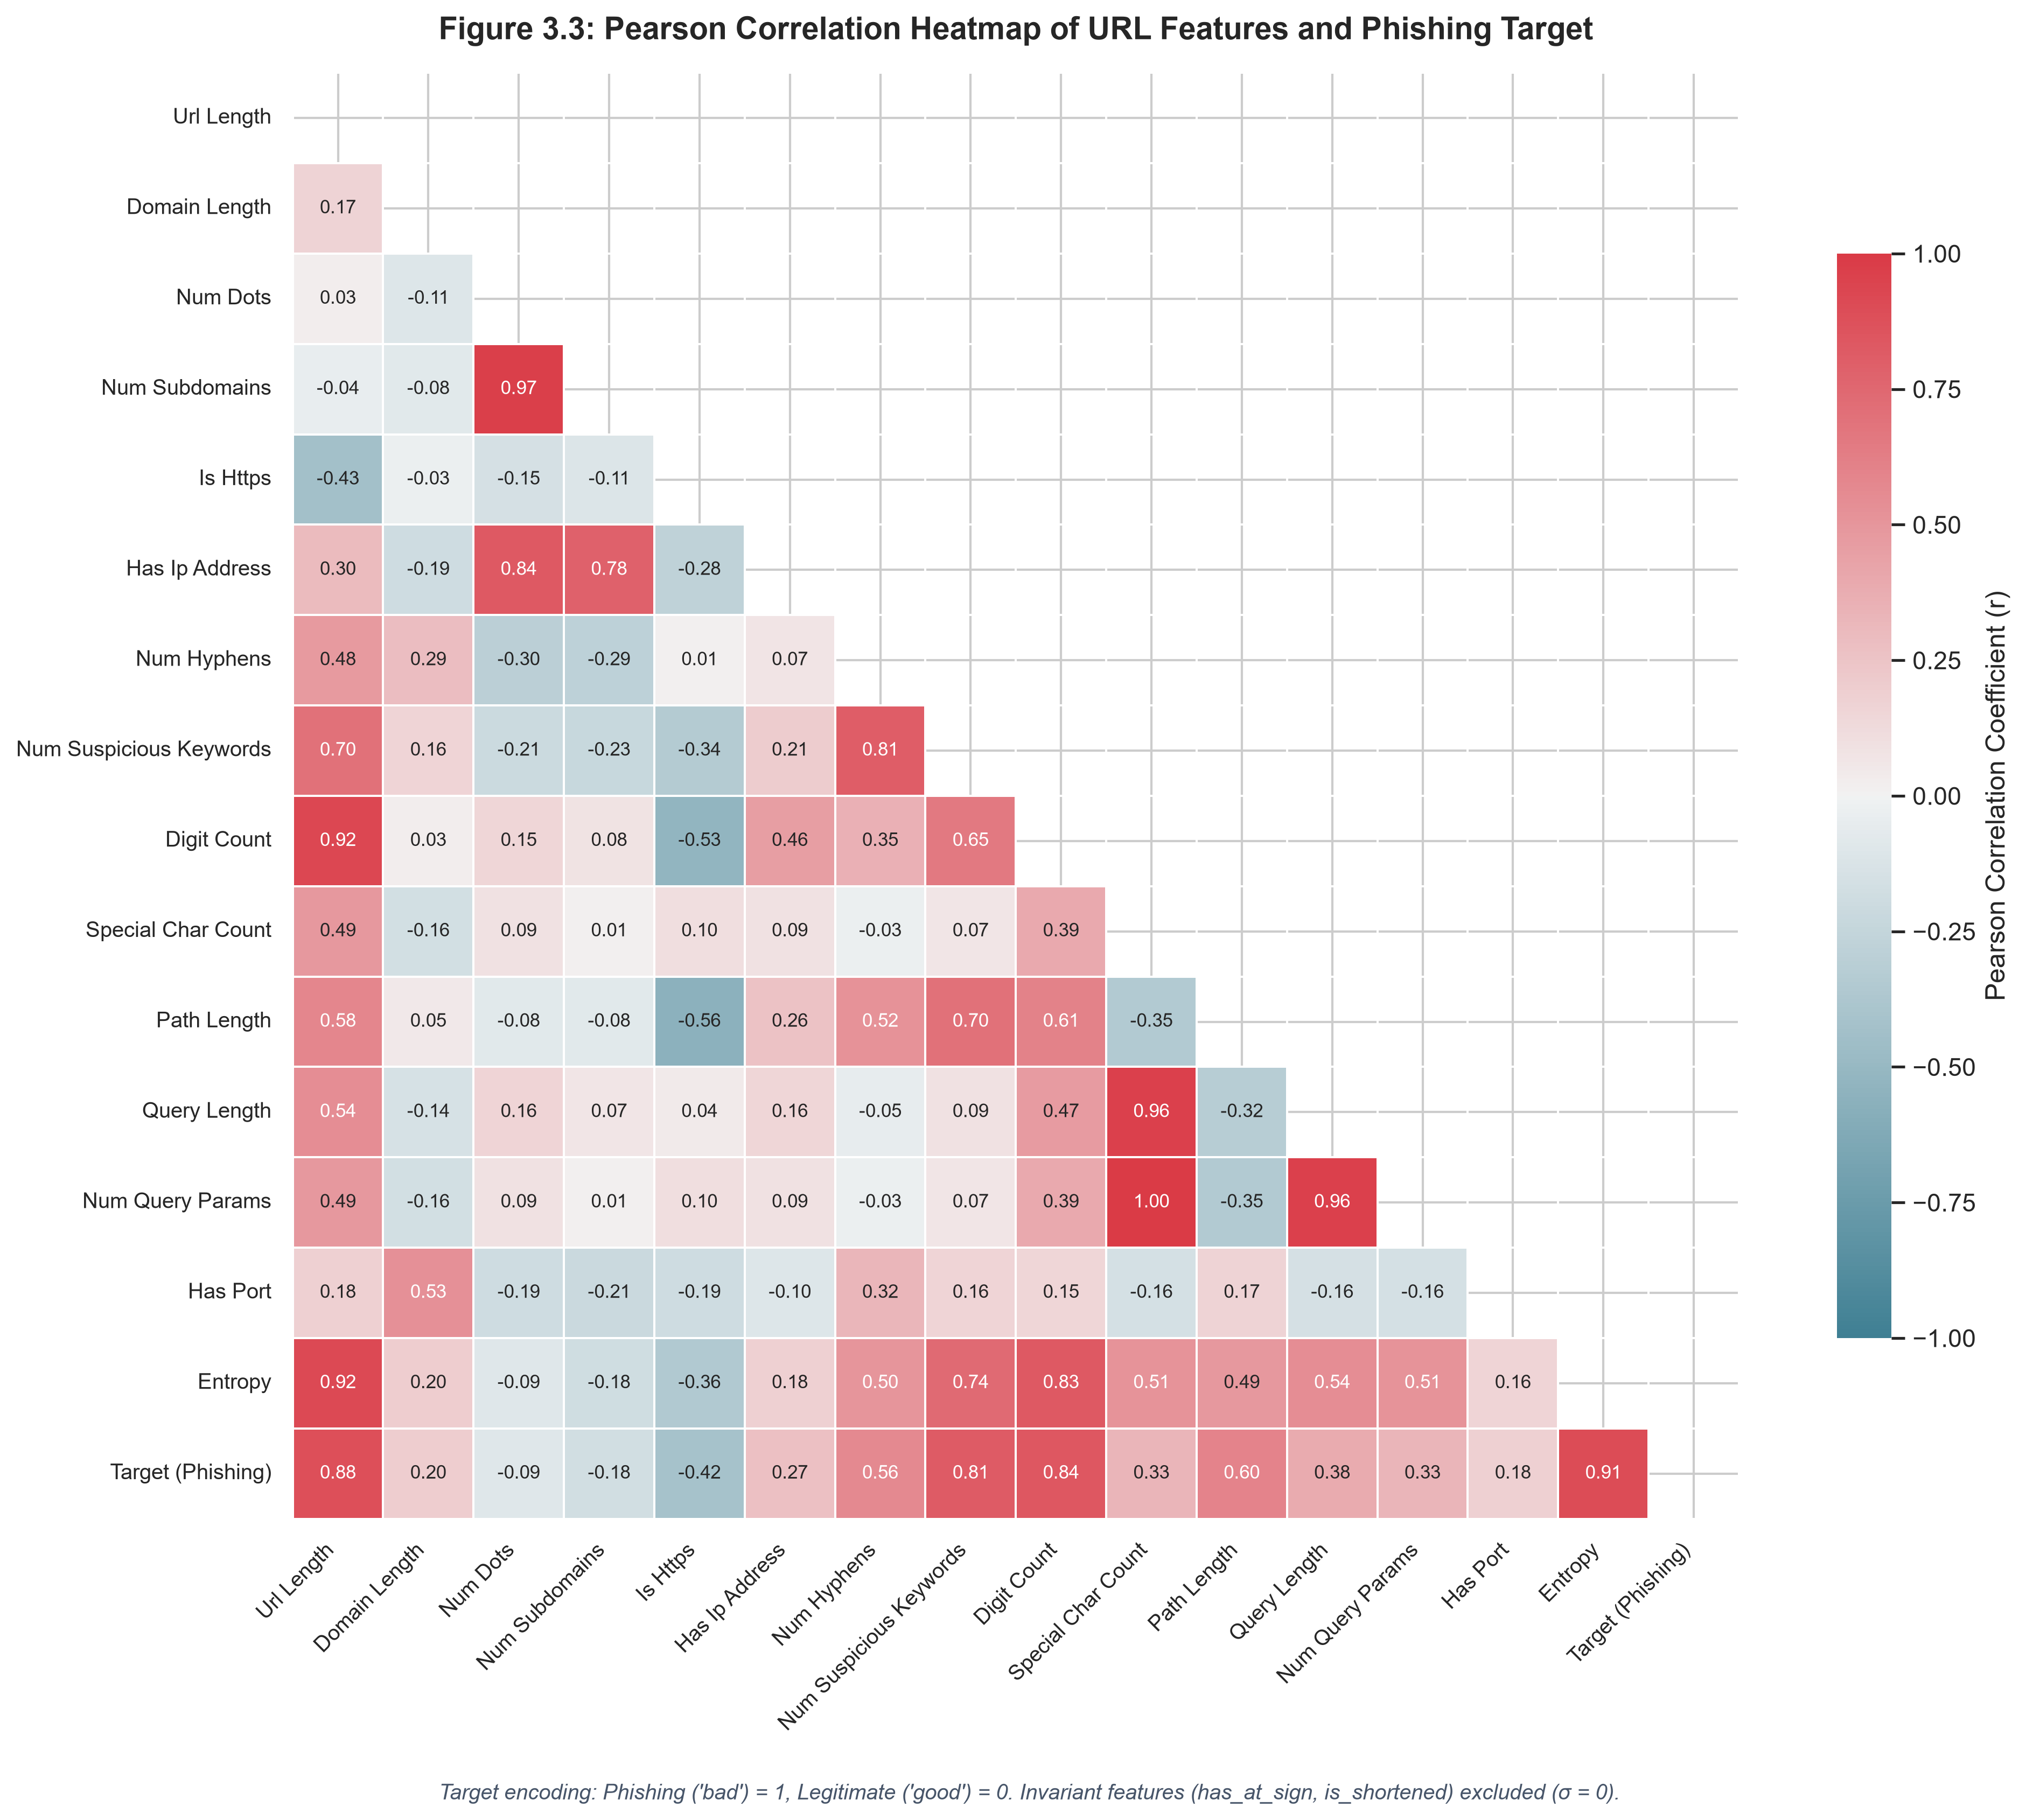 Figure 3.3: Pearson Correlation Heatmap of URL Features and Phishing Target
Url Length
Domain Length 0.17
Num Dots 0.03 -0.11
Num Subdomains -0.04 -0.08 0.97
Is Https -0.43 -0.03 -0.15 -0.11
Has Ip Address 0.30 -0.19 0.84 0.78 -0.28
Num Hyphens 0.48 0.29 -0.30 -0.29 0.01 0.07
Num Suspicious Keywords 0.70 0.16 -0.21 -0.23 -0.34 0.21 0.81
Digit Count 0.92 0.03 0.15 0.08 -0.53 0.46 0.35 0.65
Special Char Count 0.49 -0.16 0.09 0.01 0.10 0.09 -0.03 0.07 0.39
Path Length 0.58 0.05 -0.08 -0.08 -0.56 0.26 0.52 0.70 0.61 -0.35
Query Length 0.54 -0.14 0.16 0.07 0.04 0.16 -0.05 0.09 0.47 0.96 -0.32
Num Query Params 0.49 -0.16 0.09 0.01 0.10 0.09 -0.03 0.07 0.39 1.00 -0.35 0.96
Has Port 0.18 0.53 -0.19 -0.21 -0.19 -0.10 0.32 0.16 0.15 -0.16 0.17 -0.16 -0.16
Entropy 0.92 0.20 -0.09 -0.18 -0.36 0.18 0.50 0.74 0.83 0.51 0.49 0.54 0.51 0.16
Target (Phishing) 0.88 0.20 -0.09 -0.18 -0.42 0.27 0.56 0.81 0.84 0.33 0.60 0.38 0.33 0.18 0.91
Url Length
Domain Length
Num Dots
Num Subdomains
Is Https
Has Ip Address
Num Hyphens
Num Suspicious Keywords
Digit Count
Special Char Count
Path Length
Query Length
Num Query Params
Has Port
Entropy
Target (Phishing)
1.00
0.75
0.50
0.25
0.00
−0.25
−0.50
−0.75
−1.00
Pearson Correlation Coefficient (r)
Target encoding: Phishing ('bad') = 1, Legitimate ('good') = 0. Invariant features (has_at_sign, is_shortened) excluded (σ = 0).